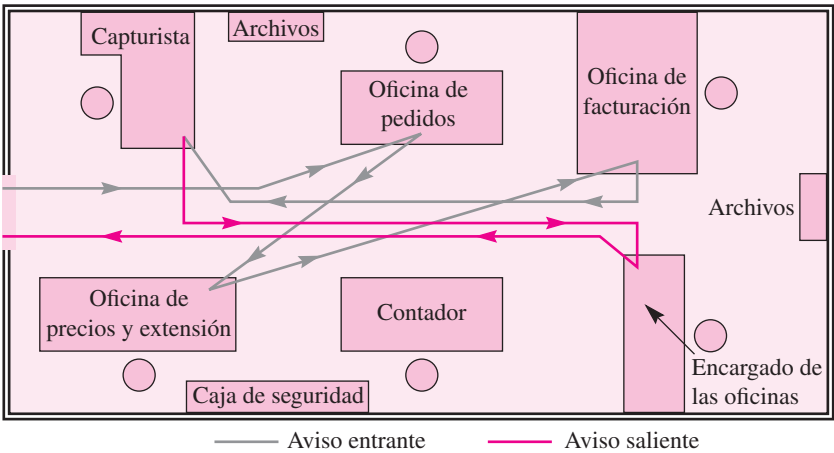 Capturista
Archivos
Oficina de
pedidos
Oficina de
facturación
Archivos
Oficina de
precios y extensión
Contador
Encargado de
las oficinas
Caja de seguridad
Aviso entrante
Aviso saliente